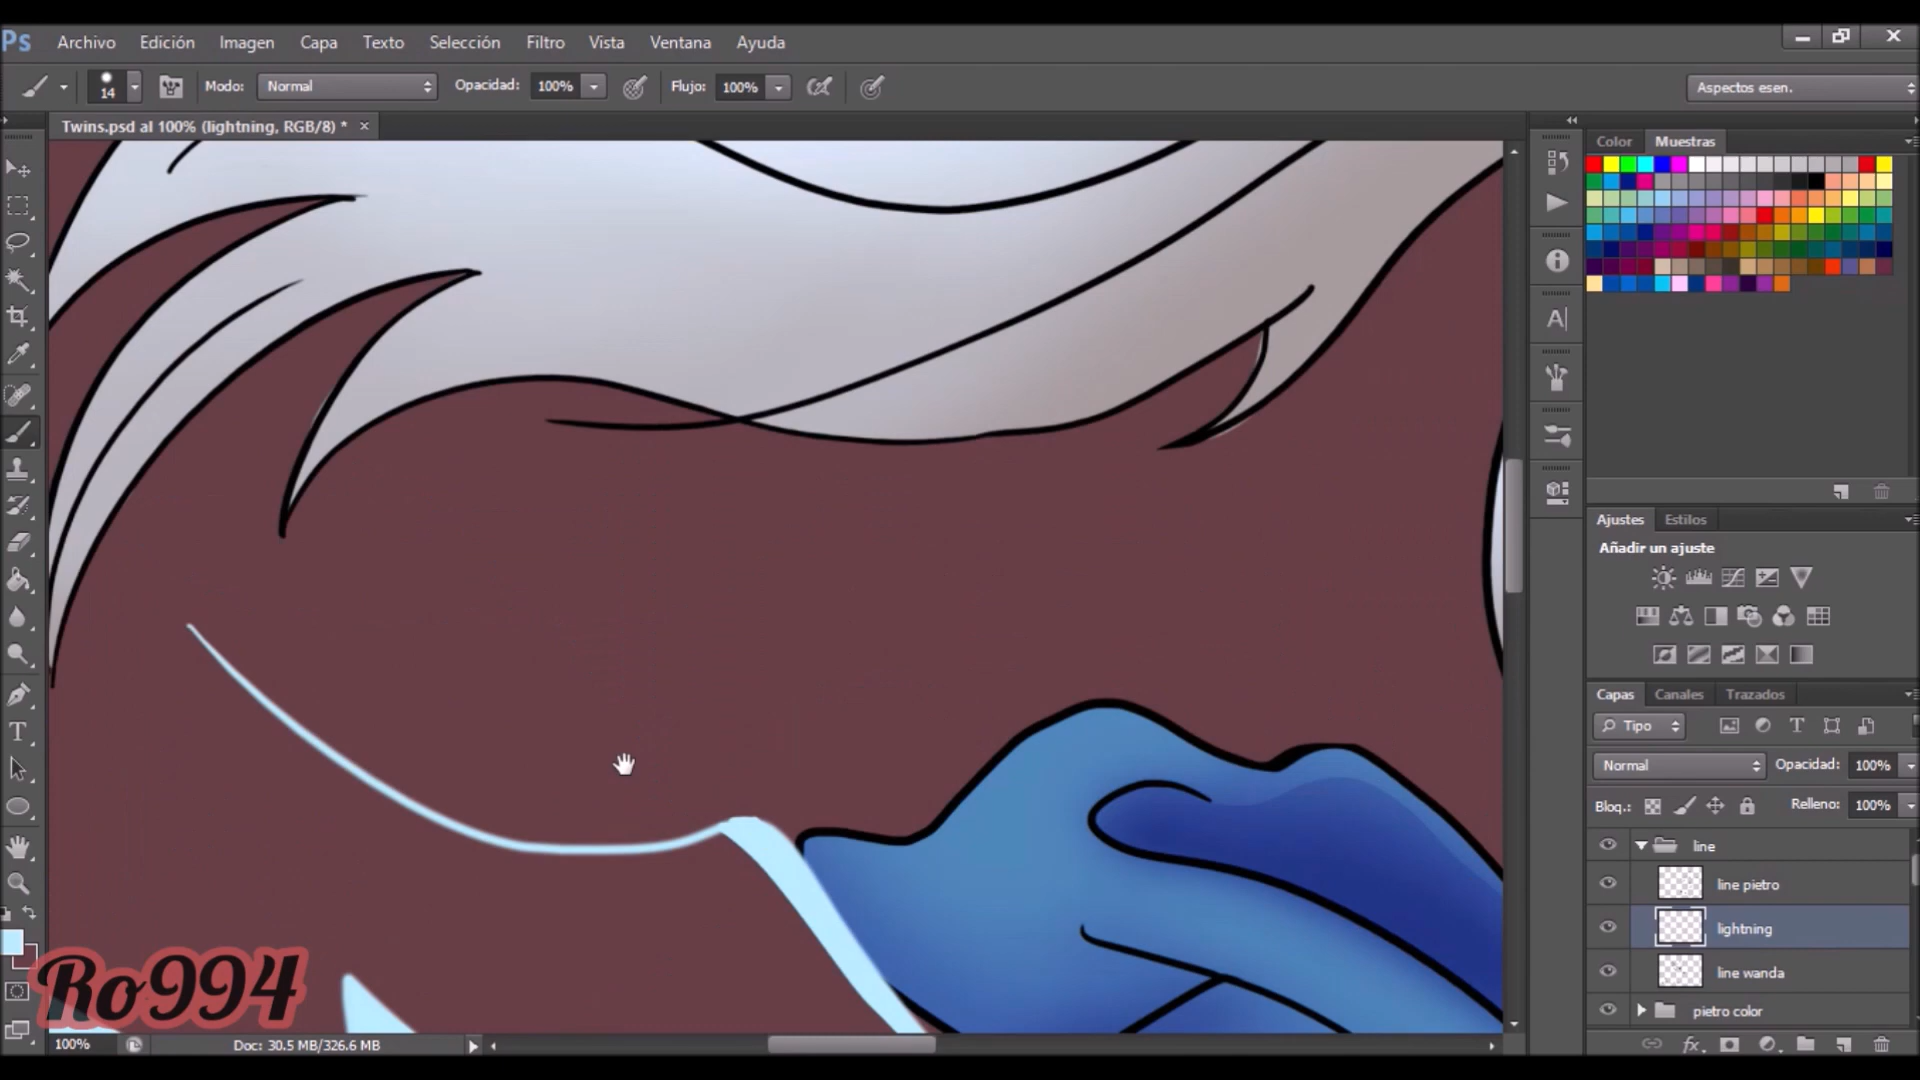 Ps Archivo Edición Imagen Capa Texto Selección Filtro Vista Ventana Ayuda
14 Modo: Normal Opacidad: 100% Flujo: 100% Aspectos esen.
Twins.psd al 100% (lightning, RGB/8) * ×
Color Muestras
Ajustes Estilos
Añadir un ajuste
Capas Canales Trazados
Tipo
Normal Opacidad: 100%
Bloq.: Relleno: 100%
line
line pietro
lightning
line wanda
pietro color
Ro994
100% Doc: 30.5 MB/326.6 MB